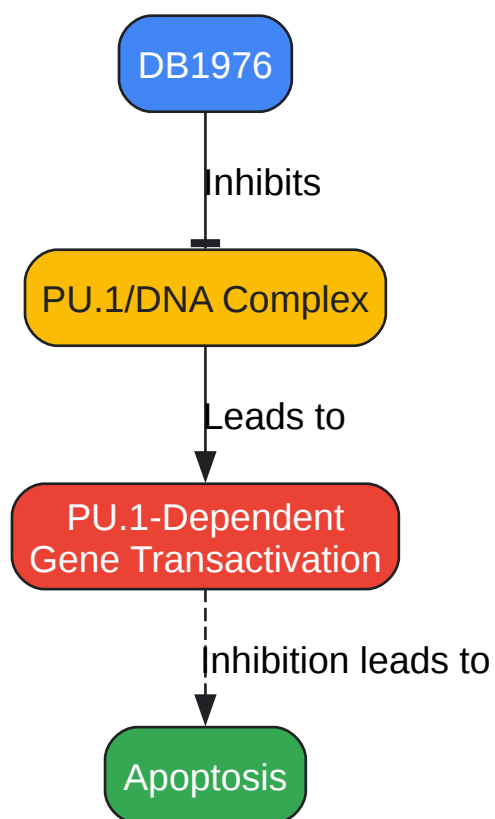 DB1976
Inhibits
PU.1/DNA Complex
Leads to
PU.1-Dependent
Gene Transactivation
Inhibition leads to
Apoptosis